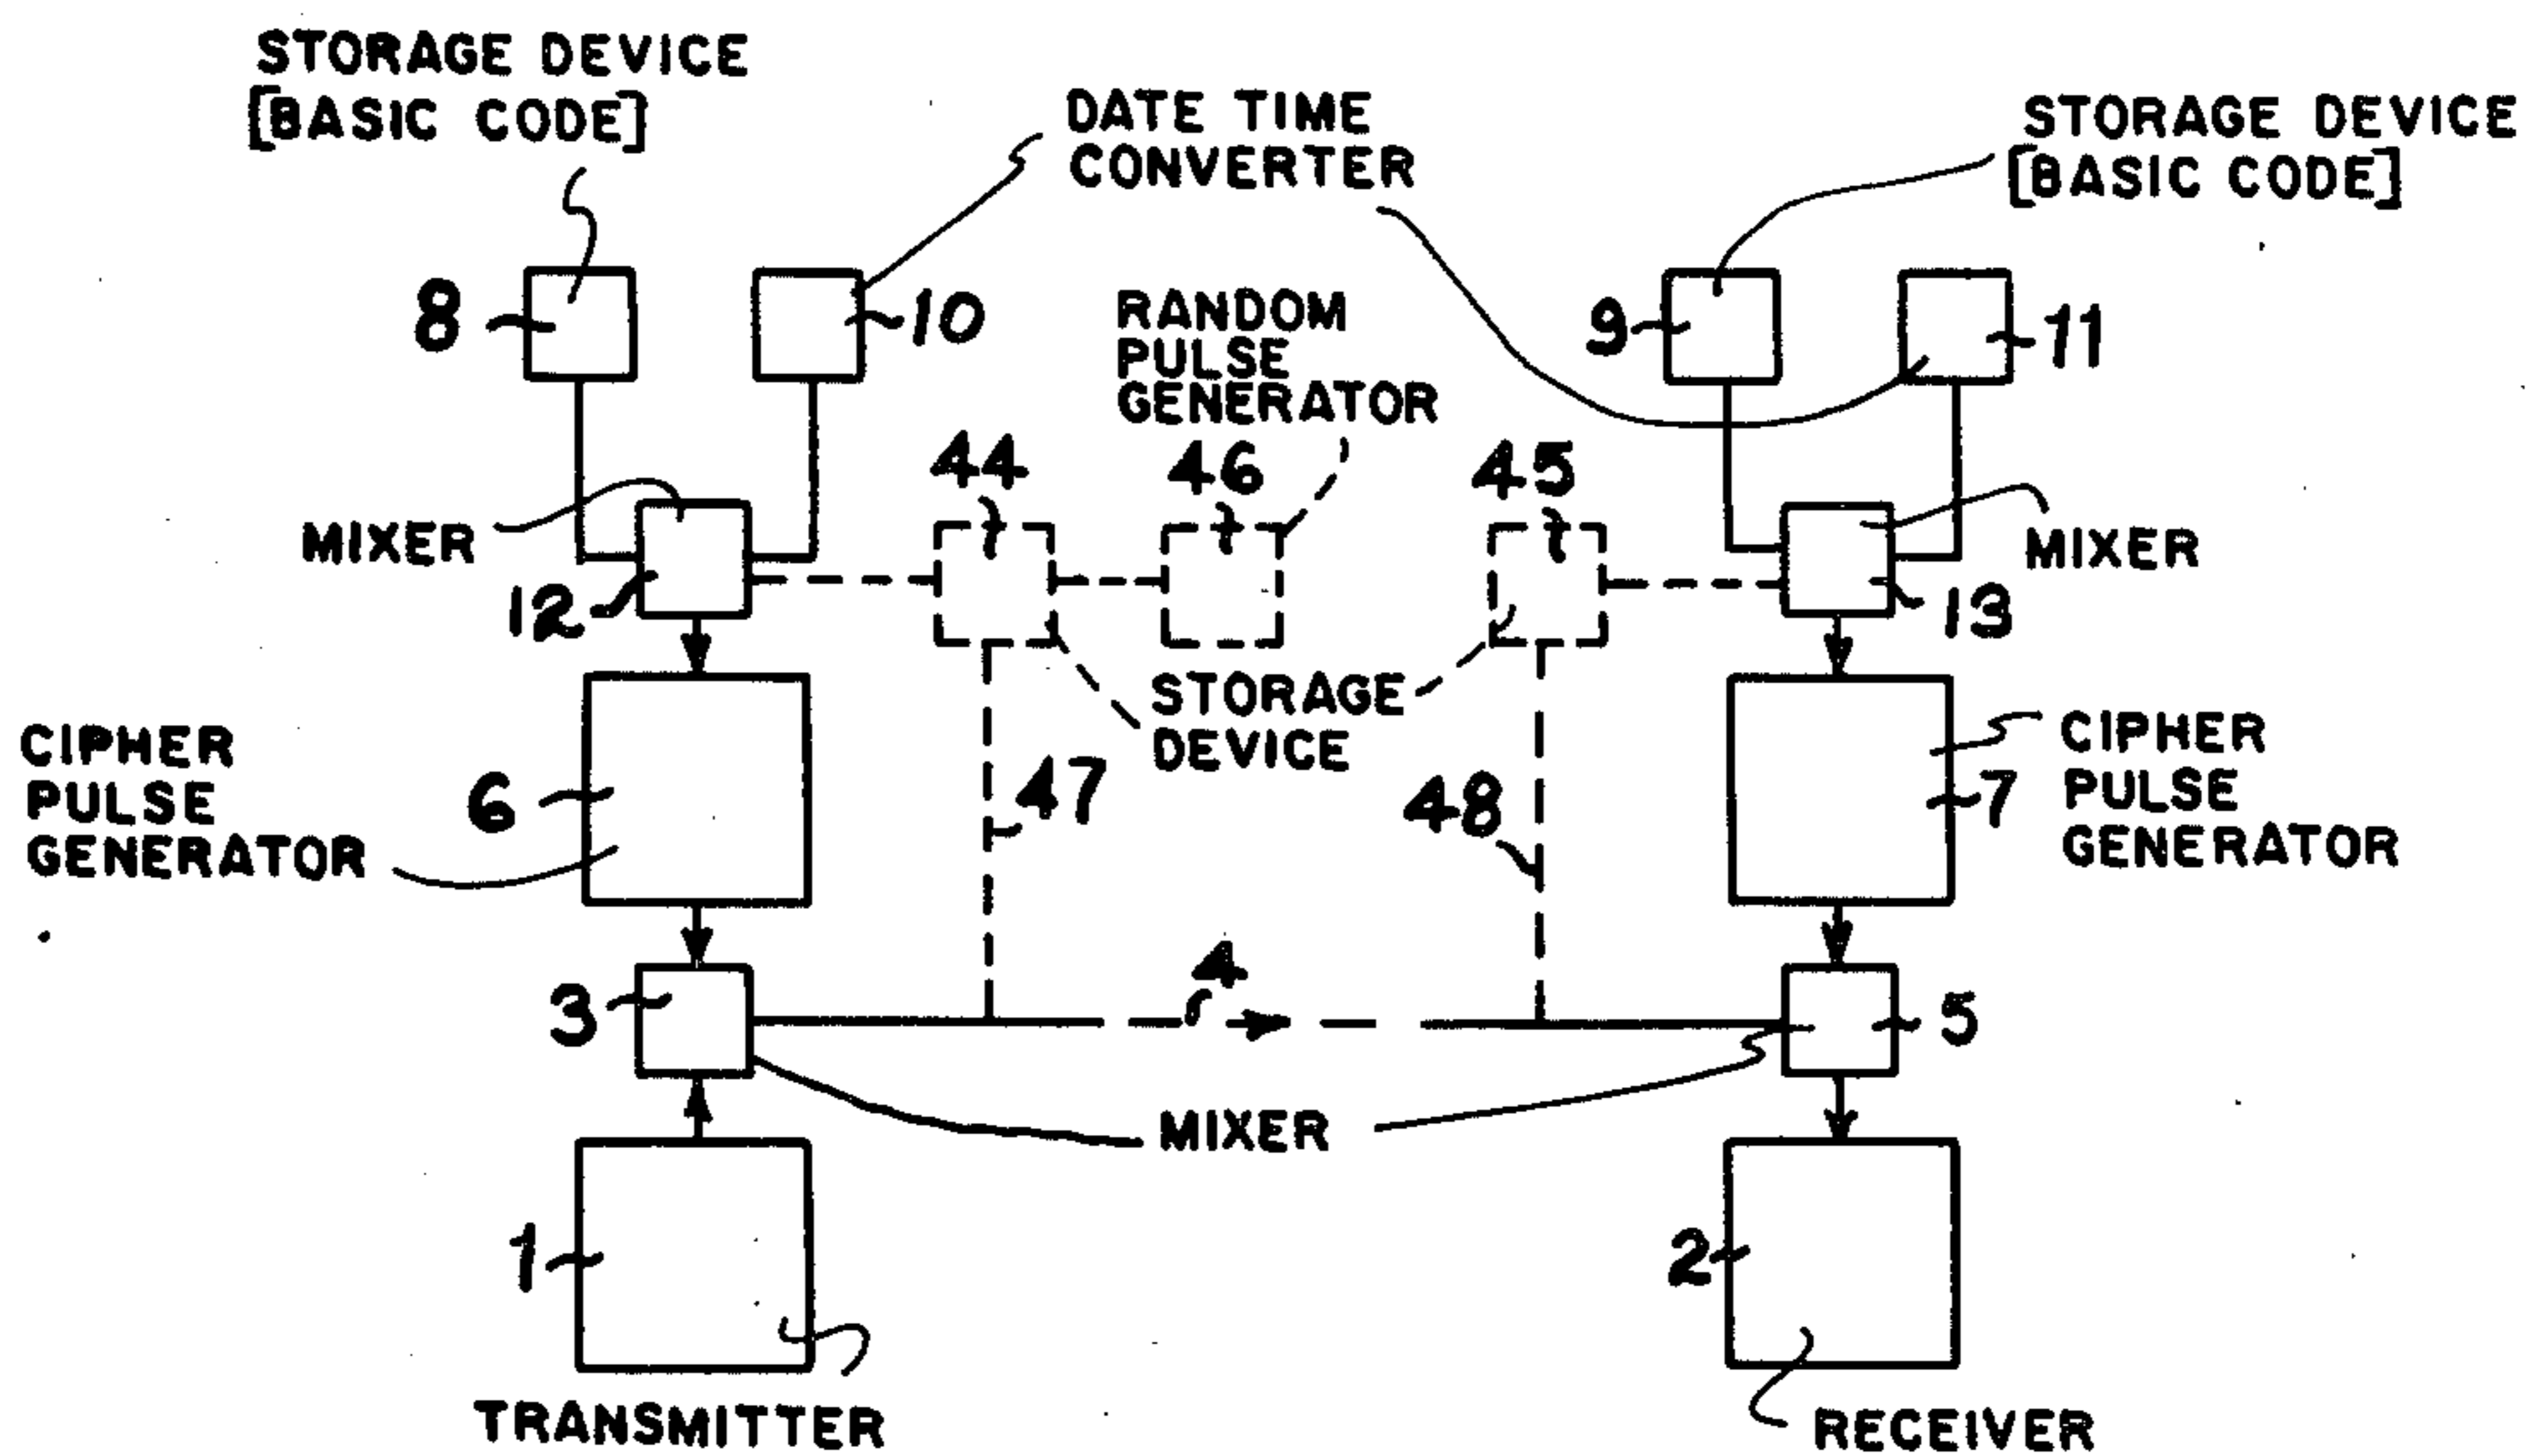 STORAGE DEVICE
[BASIC CODE]
DATE TIME
CONVERTER
STORAGE DEVICE
[BASIC CODE]
8
10
RANDOM
PULSE
GENERATOR
9
11
44
46
45
MIXER
12
MIXER
13
STORAGE
DEVICE
CIPHER
PULSE
GENERATOR
6
47
48
7
CIPHER
PULSE
GENERATOR
3
4
5
MIXER
1
2
TRANSMITTER
RECEIVER